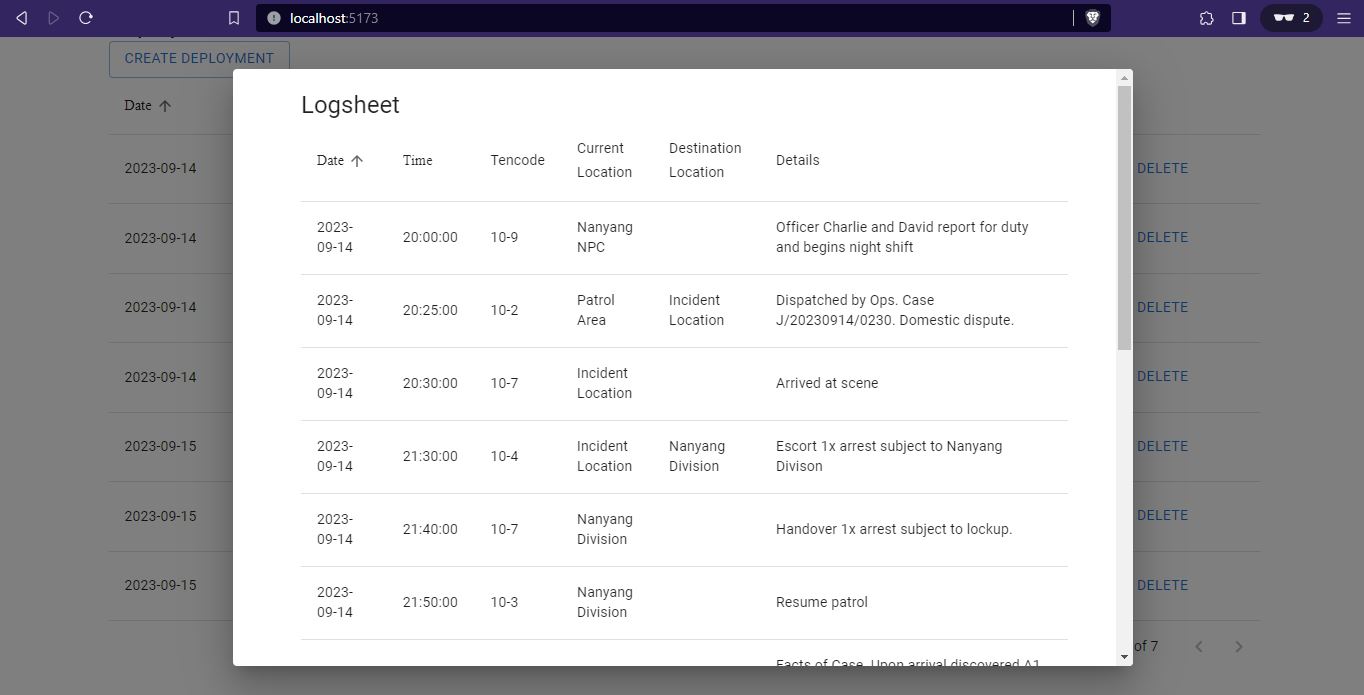 localhost:5173
2
CREATE DEPLOYMENT
Date
2023-09-14
2023-09-14
2023-09-14
2023-09-14
2023-09-15
2023-09-15
2023-09-15
Logsheet
Date Time Tencode Current Location Destination Location Details
2023-09-14 20:00:00 10-9 Nanyang NPC Officer Charlie and David report for duty
and begins night shift
2023-09-14 20:25:00 10-2 Patrol Area Incident Location Dispatched by Ops. Case
J/20230914/0230. Domestic dispute.
2023-09-14 20:30:00 10-7 Incident Location Arrived at scene
2023-09-14 21:30:00 10-4 Incident Location Nanyang Division Escort 1x arrest subject to Nanyang
Divison
2023-09-14 21:40:00 10-7 Nanyang Division Handover 1x arrest subject to lockup.
2023-09-14 21:50:00 10-3 Nanyang Division Resume patrol
Facts of Case. Upon arrival discovered A1
DELETE
DELETE
DELETE
DELETE
DELETE
DELETE
DELETE
of 7